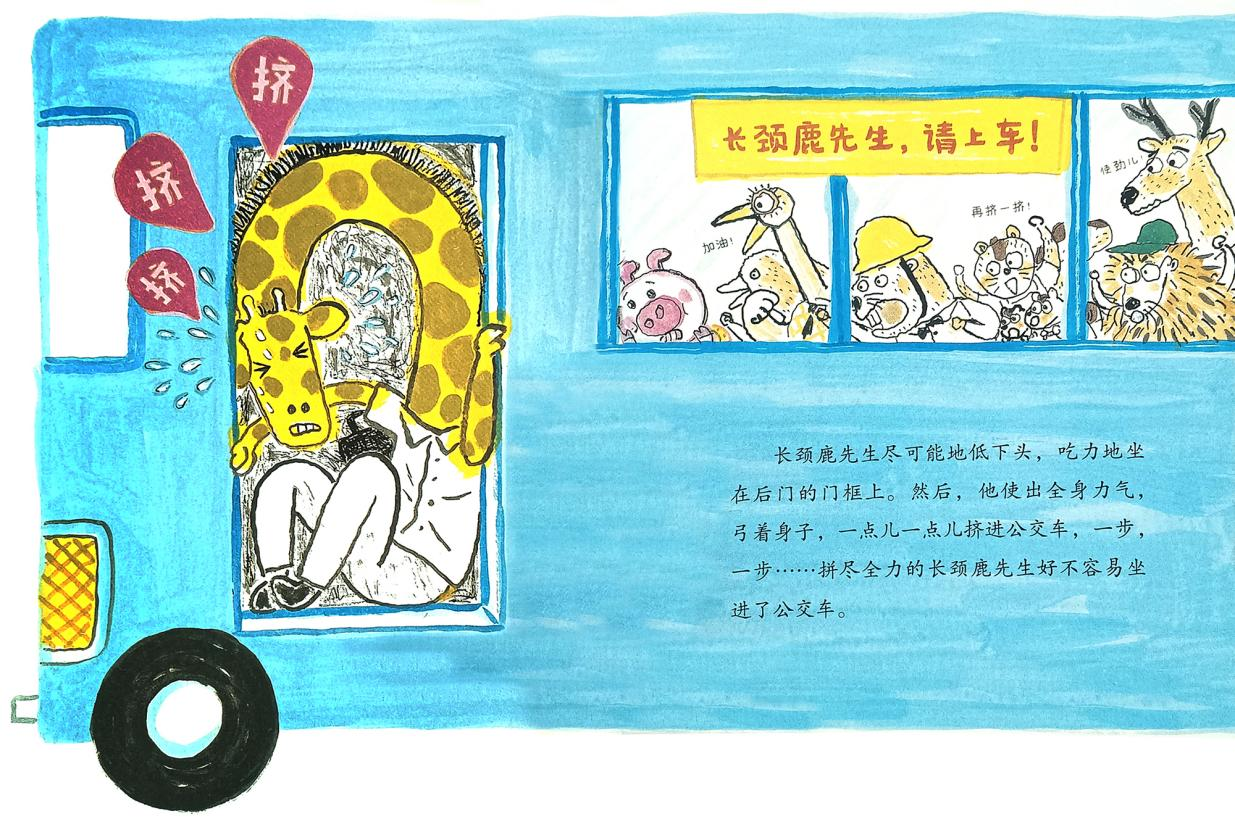 挤
挤
挤
长颈鹿先生，请上车！
加油！
再挤一挤！
使劲儿！
长颈鹿先生尽可能地低下头，吃力地坐
在后门的门框上。然后，他使出全身力气，
弓着身子，一点儿一点儿挤进公交车，一步，
一步……拼尽全力的长颈鹿先生好不容易坐
进了公交车。